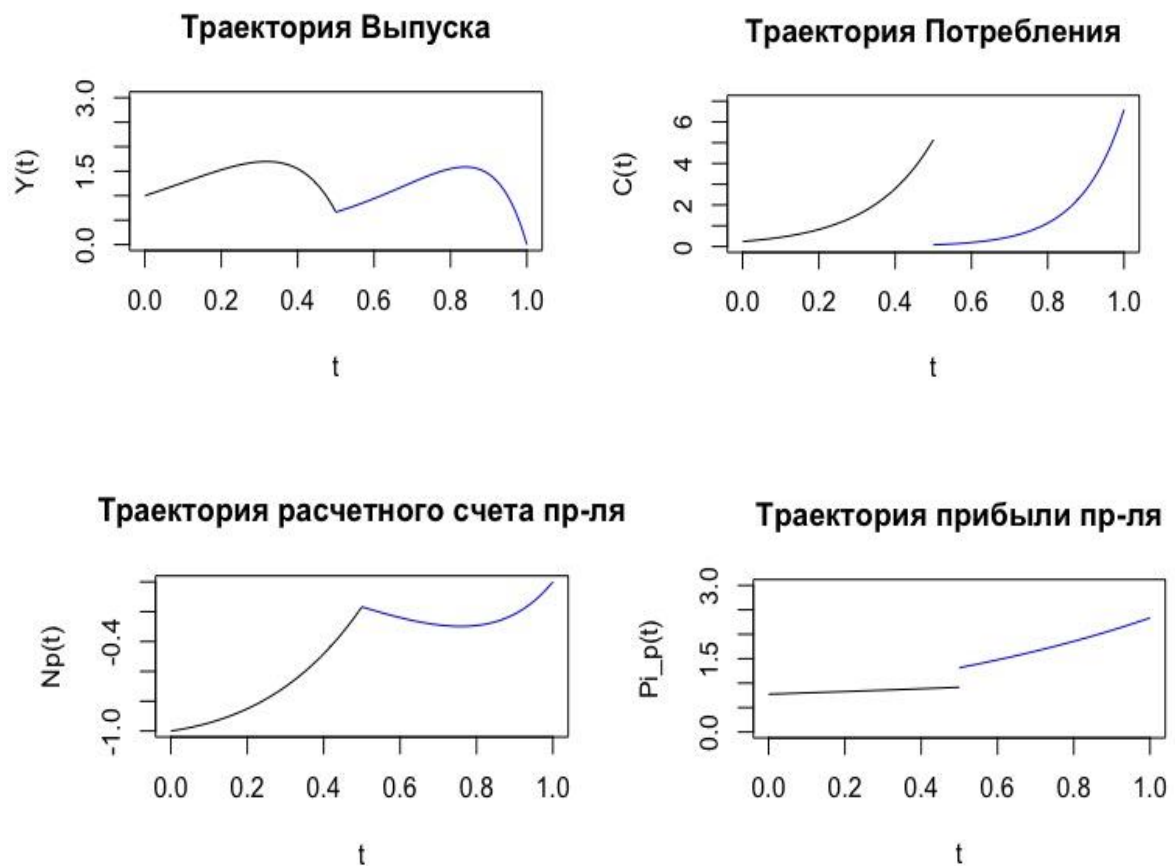 Траектория Выпуска
Y(t)
3.0
1.5
0.0
0.0 0.2 0.4 0.6 0.8 1.0
t
Траектория Потребления
C(t)
6
4
2
0
0.0 0.2 0.4 0.6 0.8 1.0
t
Траектория расчетного счета пр-ля
Np(t)
-0.4
-1.0
0.0 0.2 0.4 0.6 0.8 1.0
t
Траектория прибыли пр-ля
Pi_p(t)
3.0
1.5
0.0
0.0 0.2 0.4 0.6 0.8 1.0
t